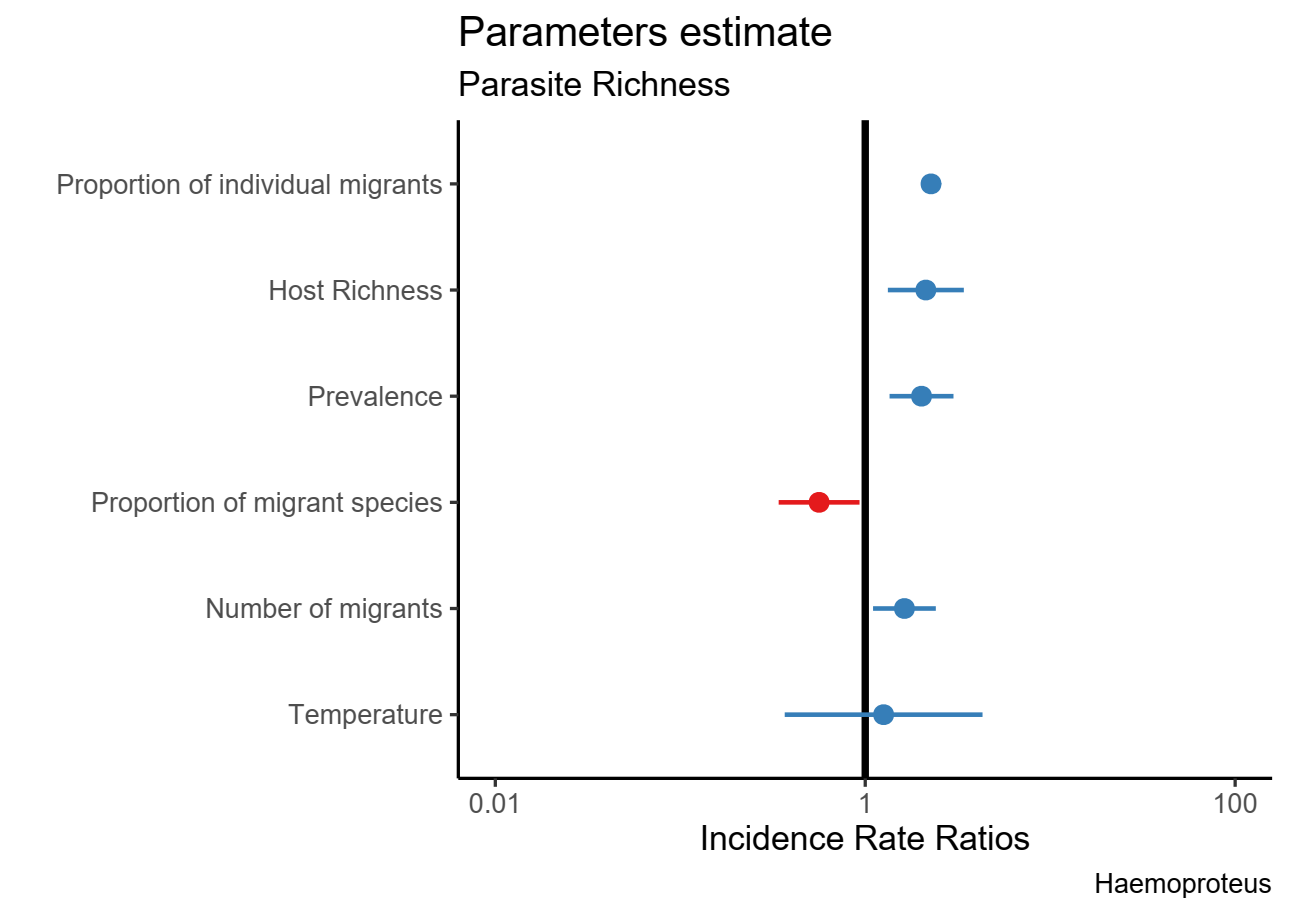 Parameters estimate
Parasite Richness
Proportion of individual migrants
Host Richness
Prevalence
Proportion of migrant species
Number of migrants
Temperature
0.01 1 100
Incidence Rate Ratios
Haemoproteus